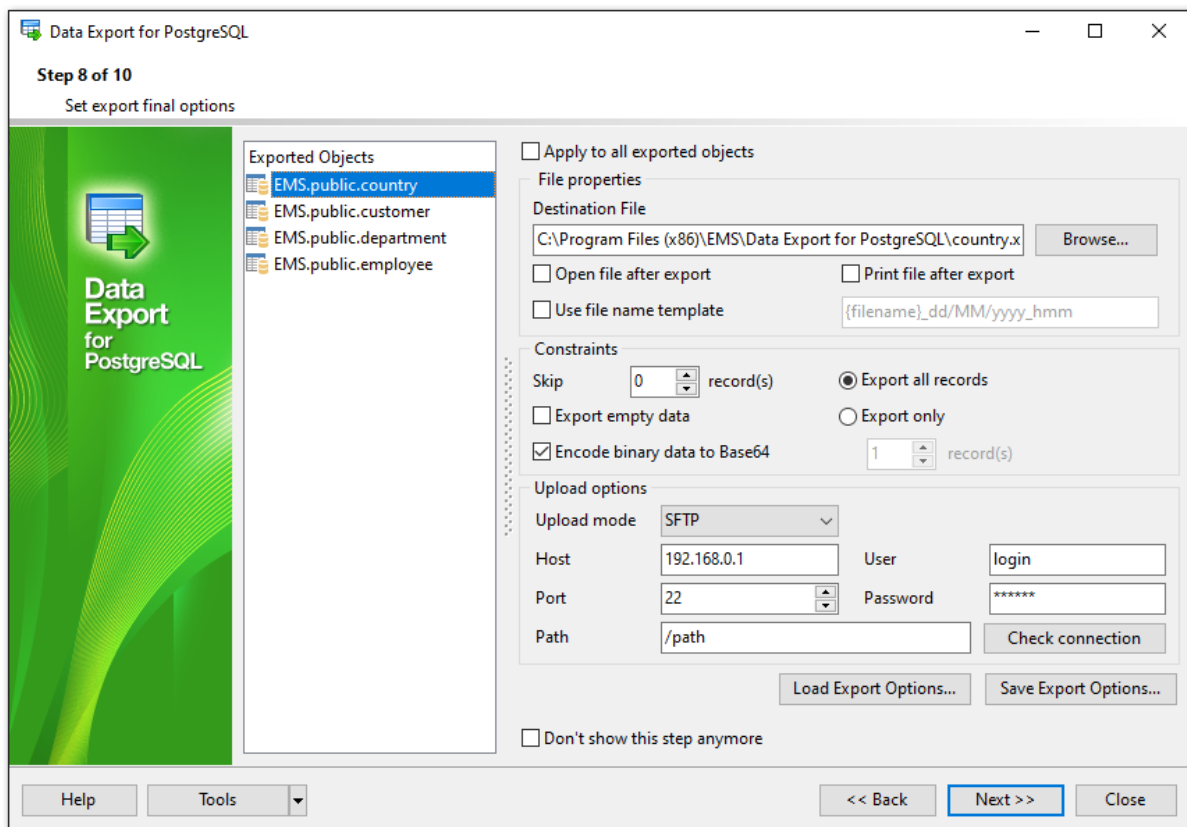 Data Export for PostgreSQL
Step 8 of 10
Set export final options
Data
Export
for
PostgreSQL
Exported Objects
EMS.public.country
EMS.public.customer
EMS.public.department
EMS.public.employee
Apply to all exported objects
File properties
Destination File
C:\Program Files (x86)\EMS\Data Export for PostgreSQL\country.x Browse...
Open file after export Print file after export
Use file name template {filename}_dd/MM/yyyy_hmm
Constraints
Skip 0 record(s) Export all records
Export empty data Export only
Encode binary data to Base64 1 record(s)
Upload options
Upload mode SFTP
Host 192.168.0.1 User login
Port 22 Password ******
Path /path Check connection
Load Export Options... Save Export Options...
Don't show this step anymore
Help Tools << Back Next >> Close